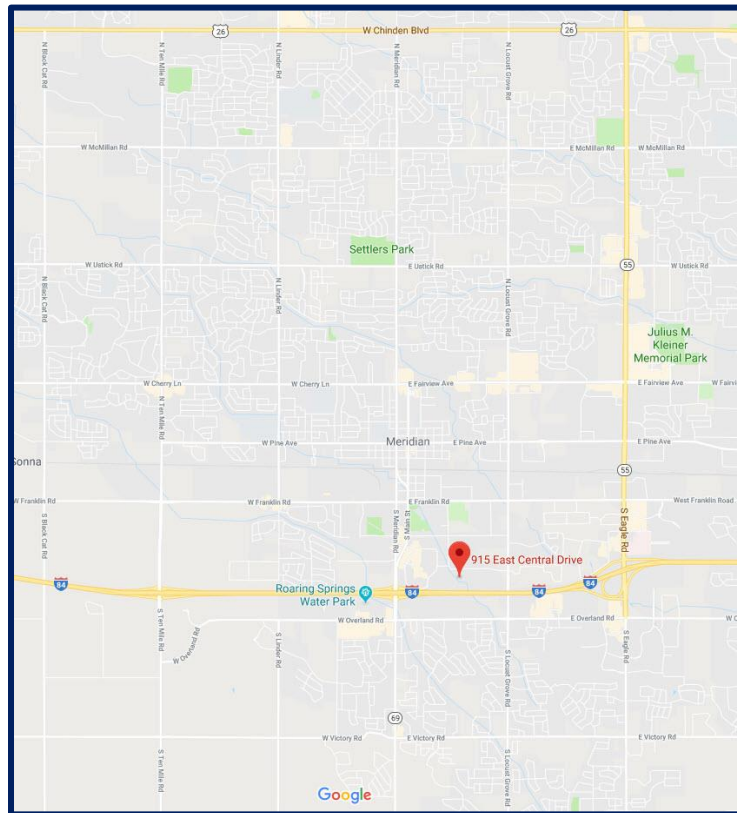 26
W Chinden Blvd
26
N Black Cat Rd
N Ten Mile Rd
N Linder Rd
N Meridian Rd
N Locust Grove Rd
W McMillan Rd
W McMillan Rd
E McMillan Rd
W McMillan Rd
Settlers Park
W Ustick Rd
E Ustick Rd
55
W Ustick Rd
N Black Cat Rd
N Linder Rd
N Locust Grove Rd
Julius M.
Kleiner
Memorial Park
W Cherry Ln
W Cherry Ln
E Fairview Ave
E Fairview Ave
W Fairvi
N Ten Mile Rd
W Pine Ave
Meridian
E Pine Ave
E Pine Ave
Sonna
55
W Franklin Rd
W Franklin Rd
E Franklin Rd
West Franklin Road
S Black Cat Rd
S Meridian Rd
S Main St
S Eagle Rd
915 East Central Drive
84
Roaring Springs
Water Park
84
84
84
S Ten Mile Rd
W Overland Rd
E Overland Rd
W O
W Overland Rd
S Linder Rd
S Locust Grove Rd
S Eagle Rd
69
W Victory Rd
E Victory Rd
E Victory Rd
S Ten Mile Rd
S Locust Grove Rd
Google